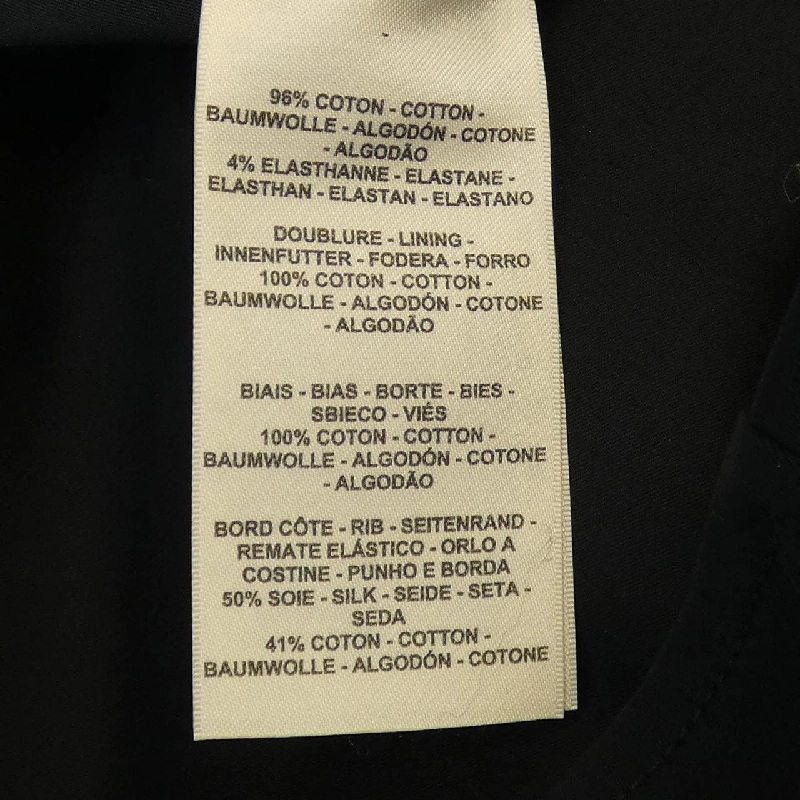 96% COTON - COTTON -
BAUMWOLLE - ALGODÓN - COTONE
- ALGODÃO
4% ELASTHANNE - ELASTANE -
ELASTHAN - ELASTAN - ELASTANO
DOUBLURE - LINING -
INNENFUTTER - FODERA - FORRO
100% COTON - COTTON -
BAUMWOLLE - ALGODÓN - COTONE
- ALGODÃO
BIAIS - BIAS - BORTE - BIES -
SBIECO - VIÉS
100% COTON - COTTON -
BAUMWOLLE - ALGODÓN - COTONE
- ALGODÃO
BORD CÔTE - RIB - SEITENRAND -
REMATE ELÁSTICO - ORLO A
COSTINE - PUNHO E BORDA
50% SOIE - SILK - SEIDE - SETA -
SEDA
41% COTON - COTTON -
BAUMWOLLE - ALGODÓN - COTONE